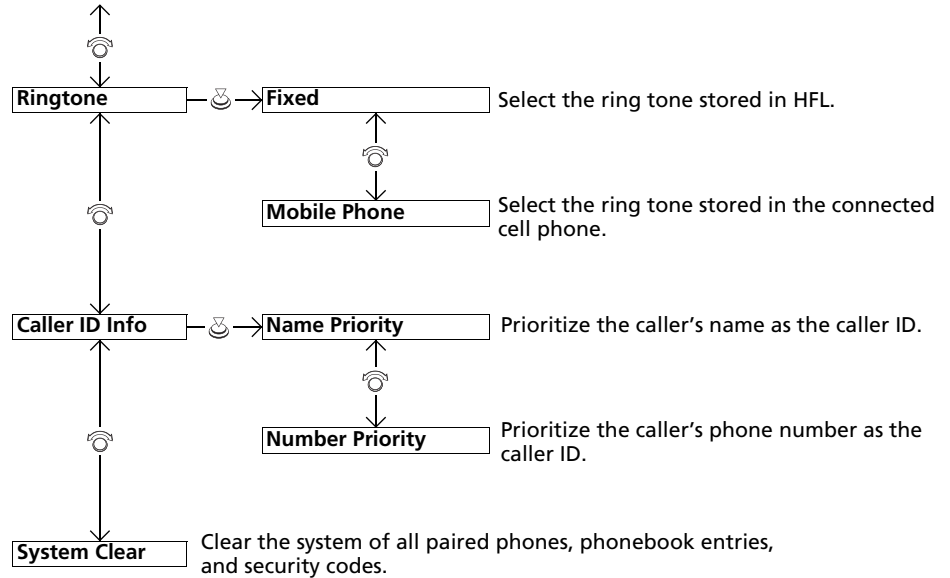 Ringtone
Fixed
Select the ring tone stored in HFL.
Mobile Phone
Select the ring tone stored in the connected
cell phone.
Caller ID Info
Name Priority
Prioritize the caller’s name as the caller ID.
Number Priority
Prioritize the caller’s phone number as the
caller ID.
System Clear
Clear the system of all paired phones, phonebook entries,
and security codes.